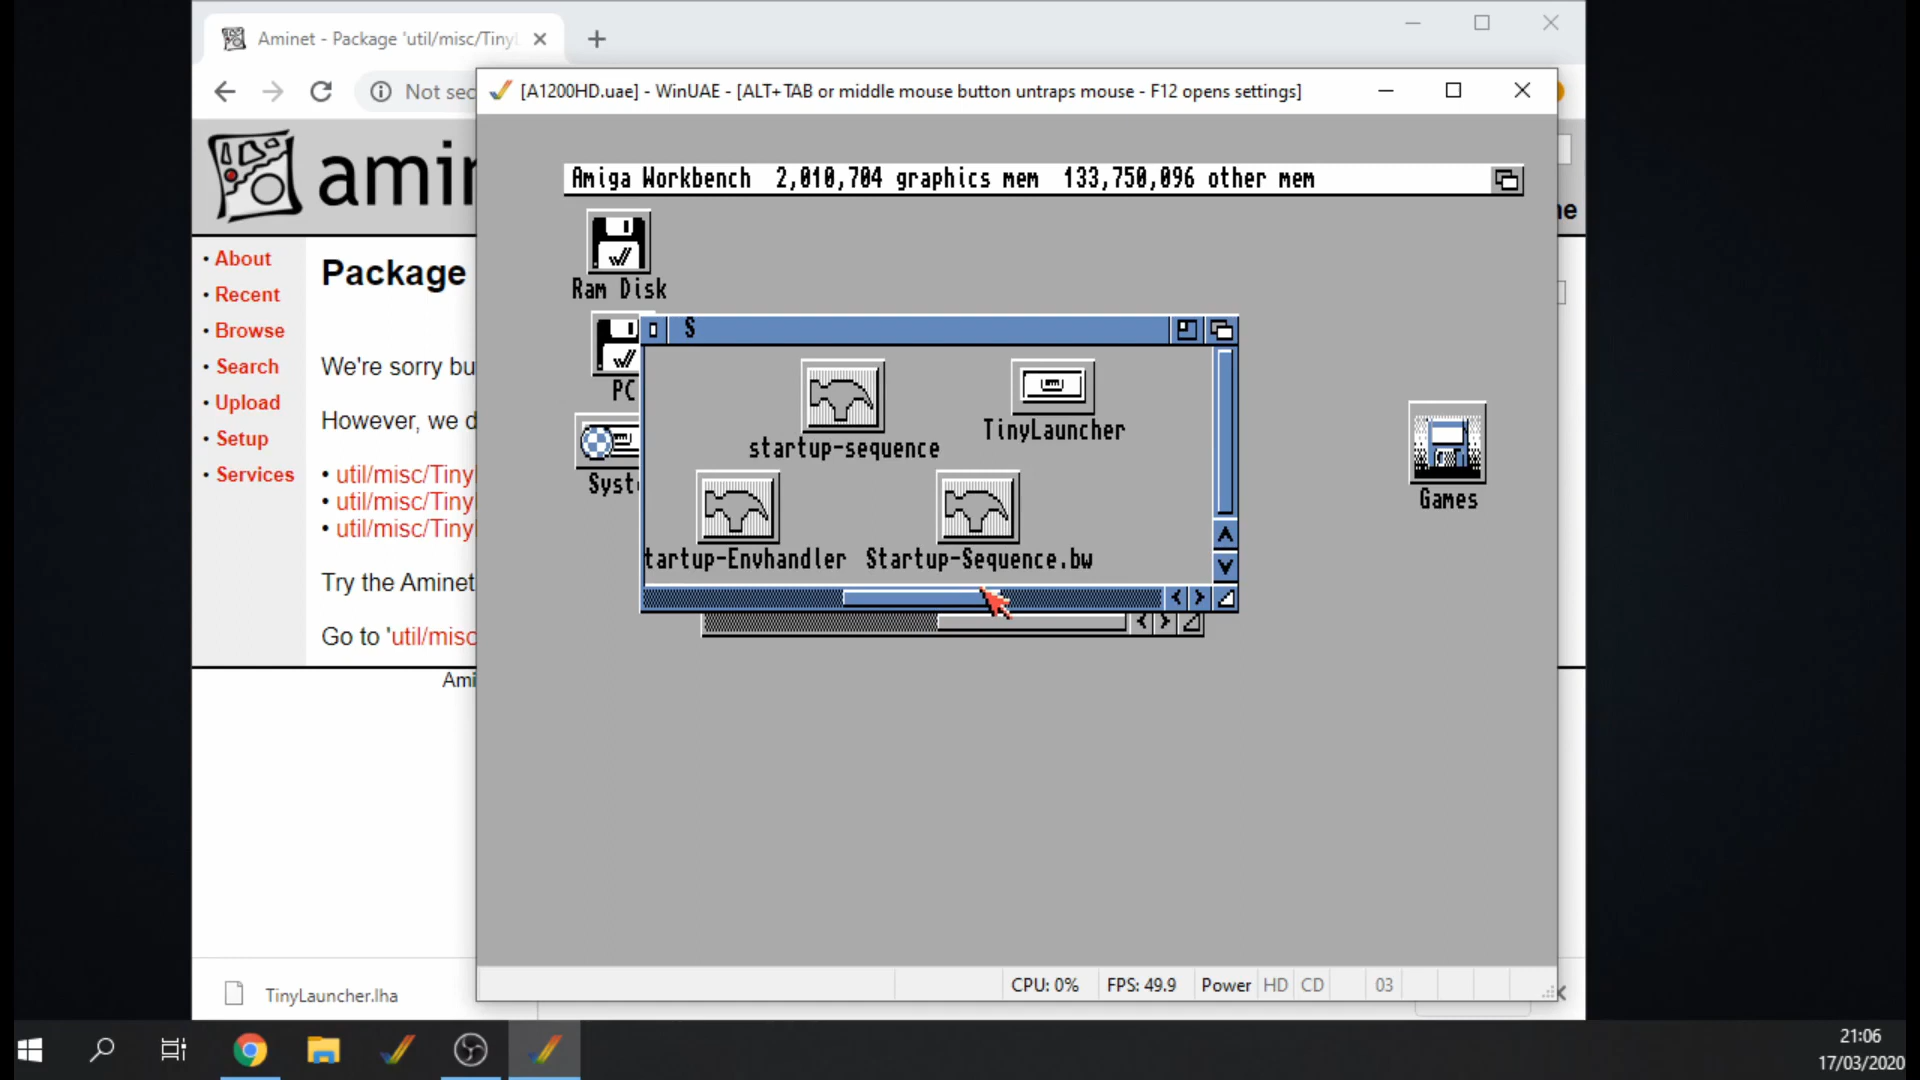 Aminet - Package 'util/misc/Tiny
Not sec
[A1200HD.uae] - WinUAE - [ALT+TAB or middle mouse button untraps mouse - F12 opens settings]
Amiga Workbench 2,010,704 graphics mem 133,750,096 other mem
Ram Disk
PC
Syst
S
startup-sequence
TinyLauncher
tartup-Envhandler
Startup-Sequence.bw
Games
amin
ne
• About
• Recent
• Browse
• Search
• Upload
• Setup
• Services
Package
We're sorry bu
However, we d
• util/misc/Tiny
• util/misc/Tiny
• util/misc/Tiny
Try the Aminet
Go to 'util/misc
Ami
CPU: 0%
FPS: 49.9
Power
HD
CD
03
TinyLauncher.lha
21:06
17/03/2020